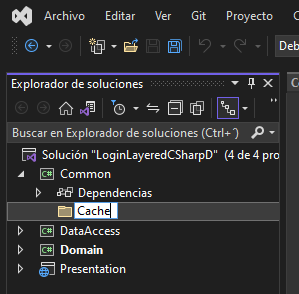 Archivo Editar Ver Git Proyecto
Deb
Explorador de soluciones
Buscar en Explorador de soluciones (Ctrl+´)
Solución "LoginLayeredCSharpD" (4 de 4 pro
Common
Dependencias
Cache
DataAccess
Domain
Presentation